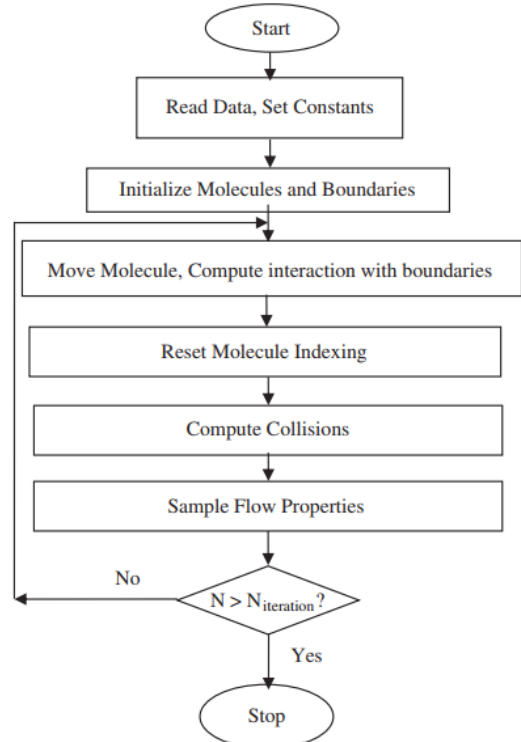 Start
Read Data, Set Constants
Initialize Molecules and Boundaries
Move Molecule, Compute interaction with boundaries
Reset Molecule Indexing
Compute Collisions
Sample Flow Properties
No
N > Niteration?
Yes
Stop